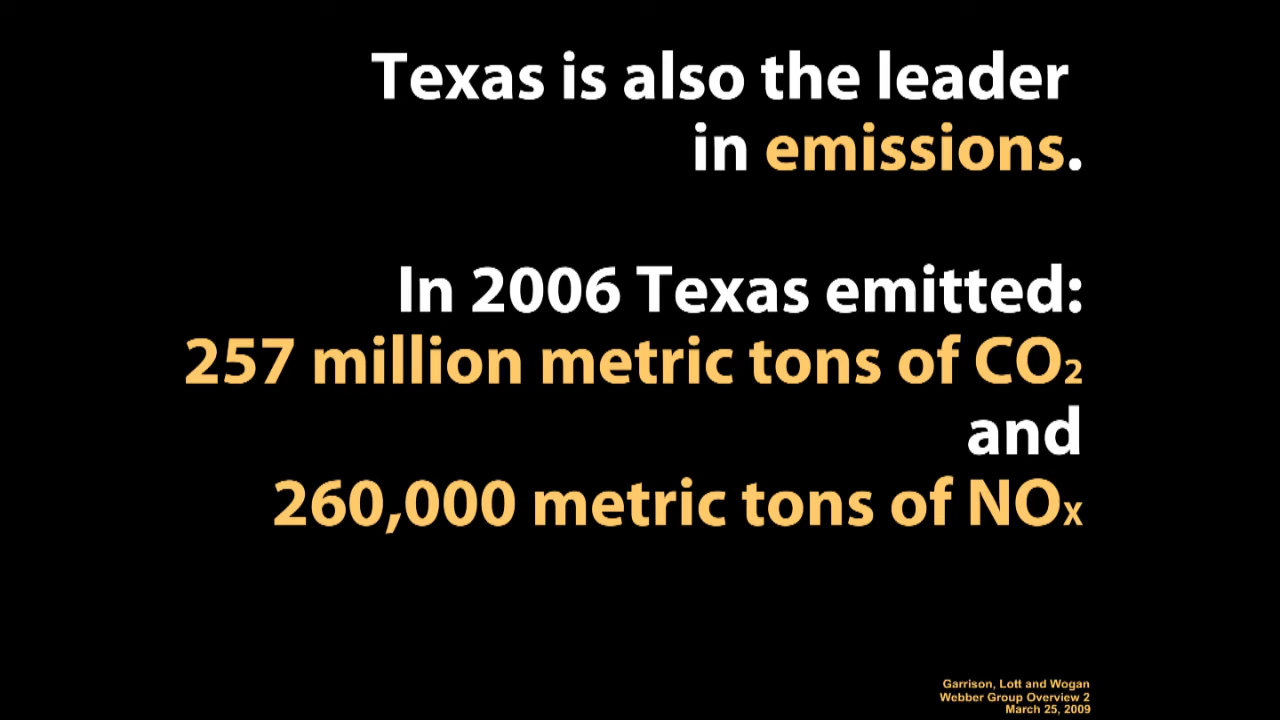 Texas is also the leader
in emissions.
In 2006 Texas emitted:
257 million metric tons of CO₂
and
260,000 metric tons of NOx
Garrison, Lott and Wogan
Webber Group Overview 2
March 25, 2009